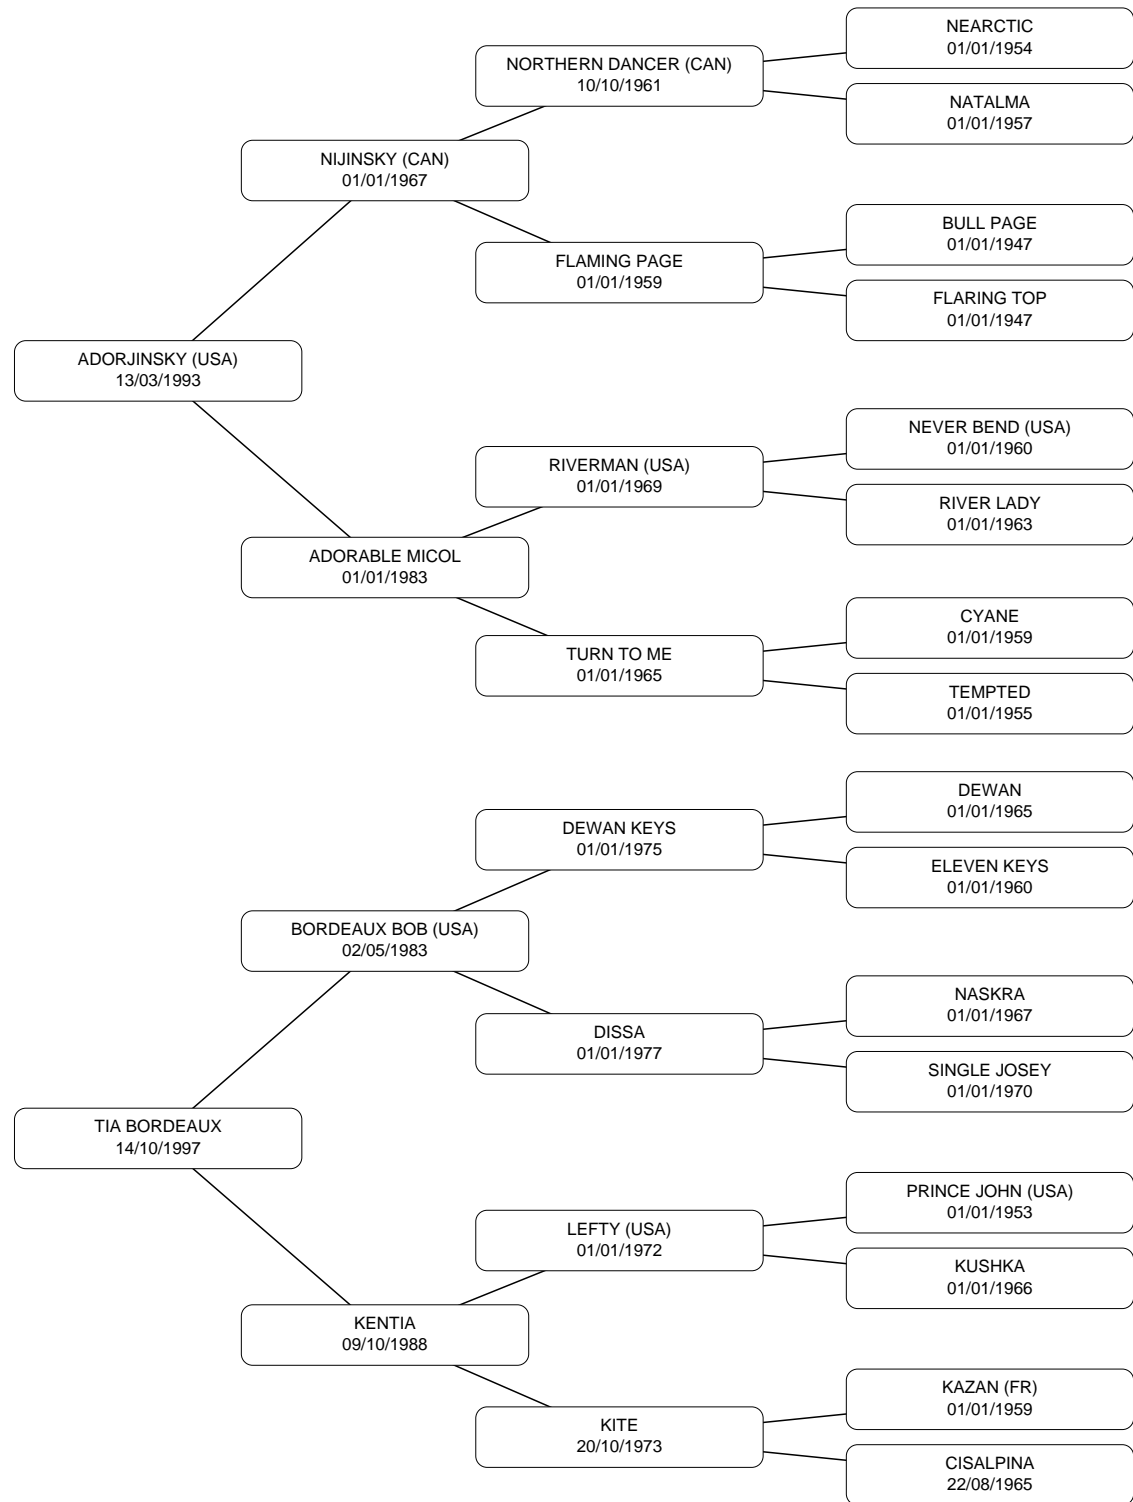 NEARCTIC
01/01/1954
NORTHERN DANCER (CAN)
10/10/1961
NATALMA
01/01/1957
NIJINSKY (CAN)
01/01/1967
BULL PAGE
01/01/1947
FLAMING PAGE
01/01/1959
FLARING TOP
01/01/1947
ADORJINSKY (USA)
13/03/1993
NEVER BEND (USA)
01/01/1960
RIVERMAN (USA)
01/01/1969
RIVER LADY
01/01/1963
ADORABLE MICOL
01/01/1983
CYANE
01/01/1959
TURN TO ME
01/01/1965
TEMPTED
01/01/1955
DEWAN
01/01/1965
DEWAN KEYS
01/01/1975
ELEVEN KEYS
01/01/1960
BORDEAUX BOB (USA)
02/05/1983
NASKRA
01/01/1967
DISSA
01/01/1977
SINGLE JOSEY
01/01/1970
TIA BORDEAUX
14/10/1997
PRINCE JOHN (USA)
01/01/1953
LEFTY (USA)
01/01/1972
KUSHKA
01/01/1966
KENTIA
09/10/1988
KAZAN (FR)
01/01/1959
KITE
20/10/1973
CISALPINA
22/08/1965